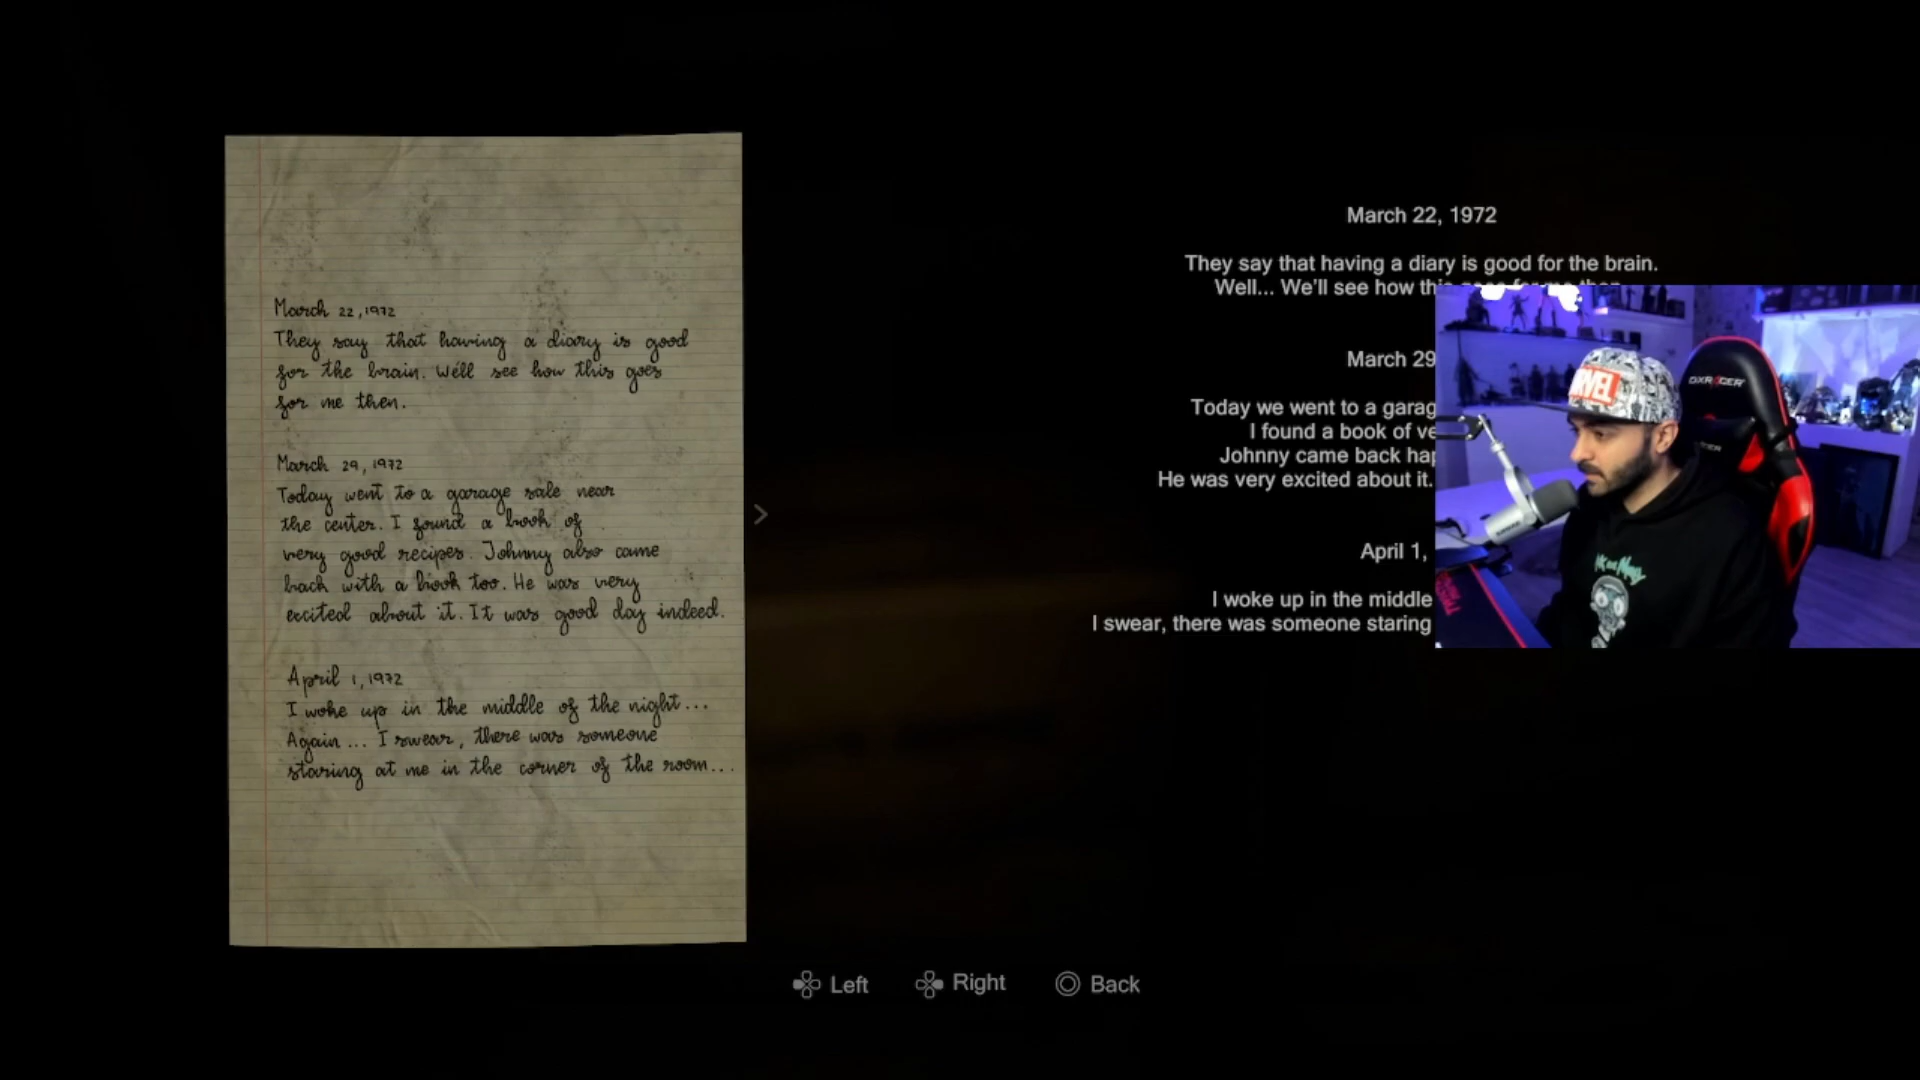 March 22, 1972
They say that having a diary is good
for the brain. We'll see how this goes
for me then.
March 29, 1972
Today went to a garage sale near
the center. I found a book of
very good recipes. Johnny also came
back with a book too. He was very
excited about it. It was good day indeed.
April 1, 1972
I woke up in the middle of the night...
Again... I swear, there was someone
staring at me in the corner of the room...
March 22, 1972
They say that having a diary is good for the brain.
Well... We'll see how this
March 29
Today we went to a garag
I found a book of ve
Johnny came back hap
He was very excited about it.
April 1,
I woke up in the middle
I swear, there was someone staring
MARVEL
DXRACER
Left
Right
Back